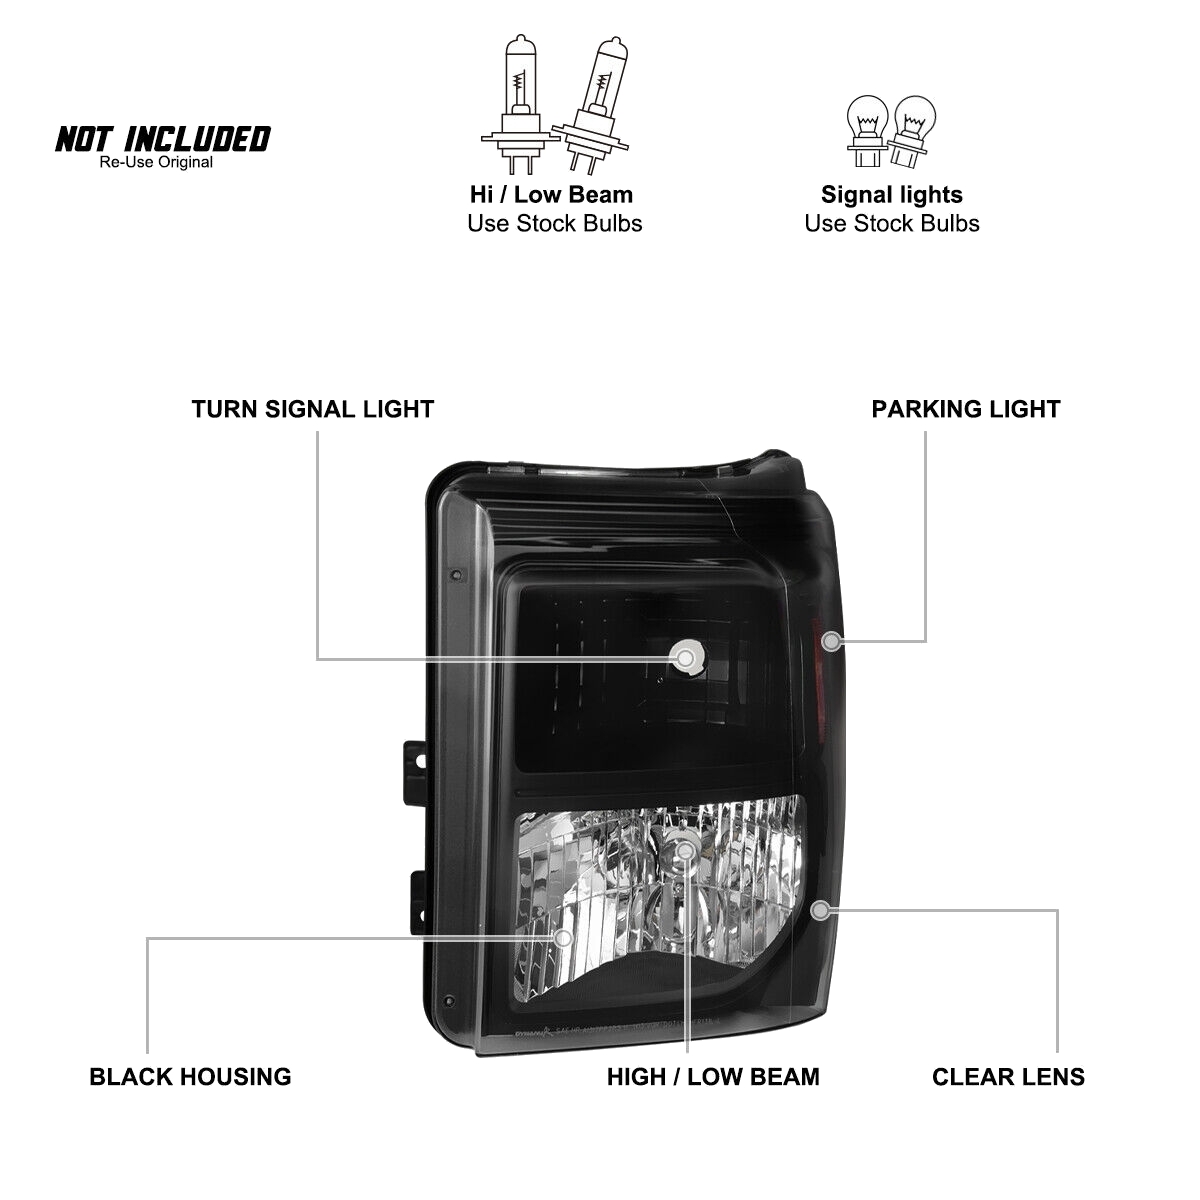 NOT INCLUDED
Re-Use Original
Hi / Low Beam
Use Stock Bulbs
Signal lights
Use Stock Bulbs
TURN SIGNAL LIGHT
PARKING LIGHT
BLACK HOUSING
HIGH / LOW BEAM
CLEAR LENS